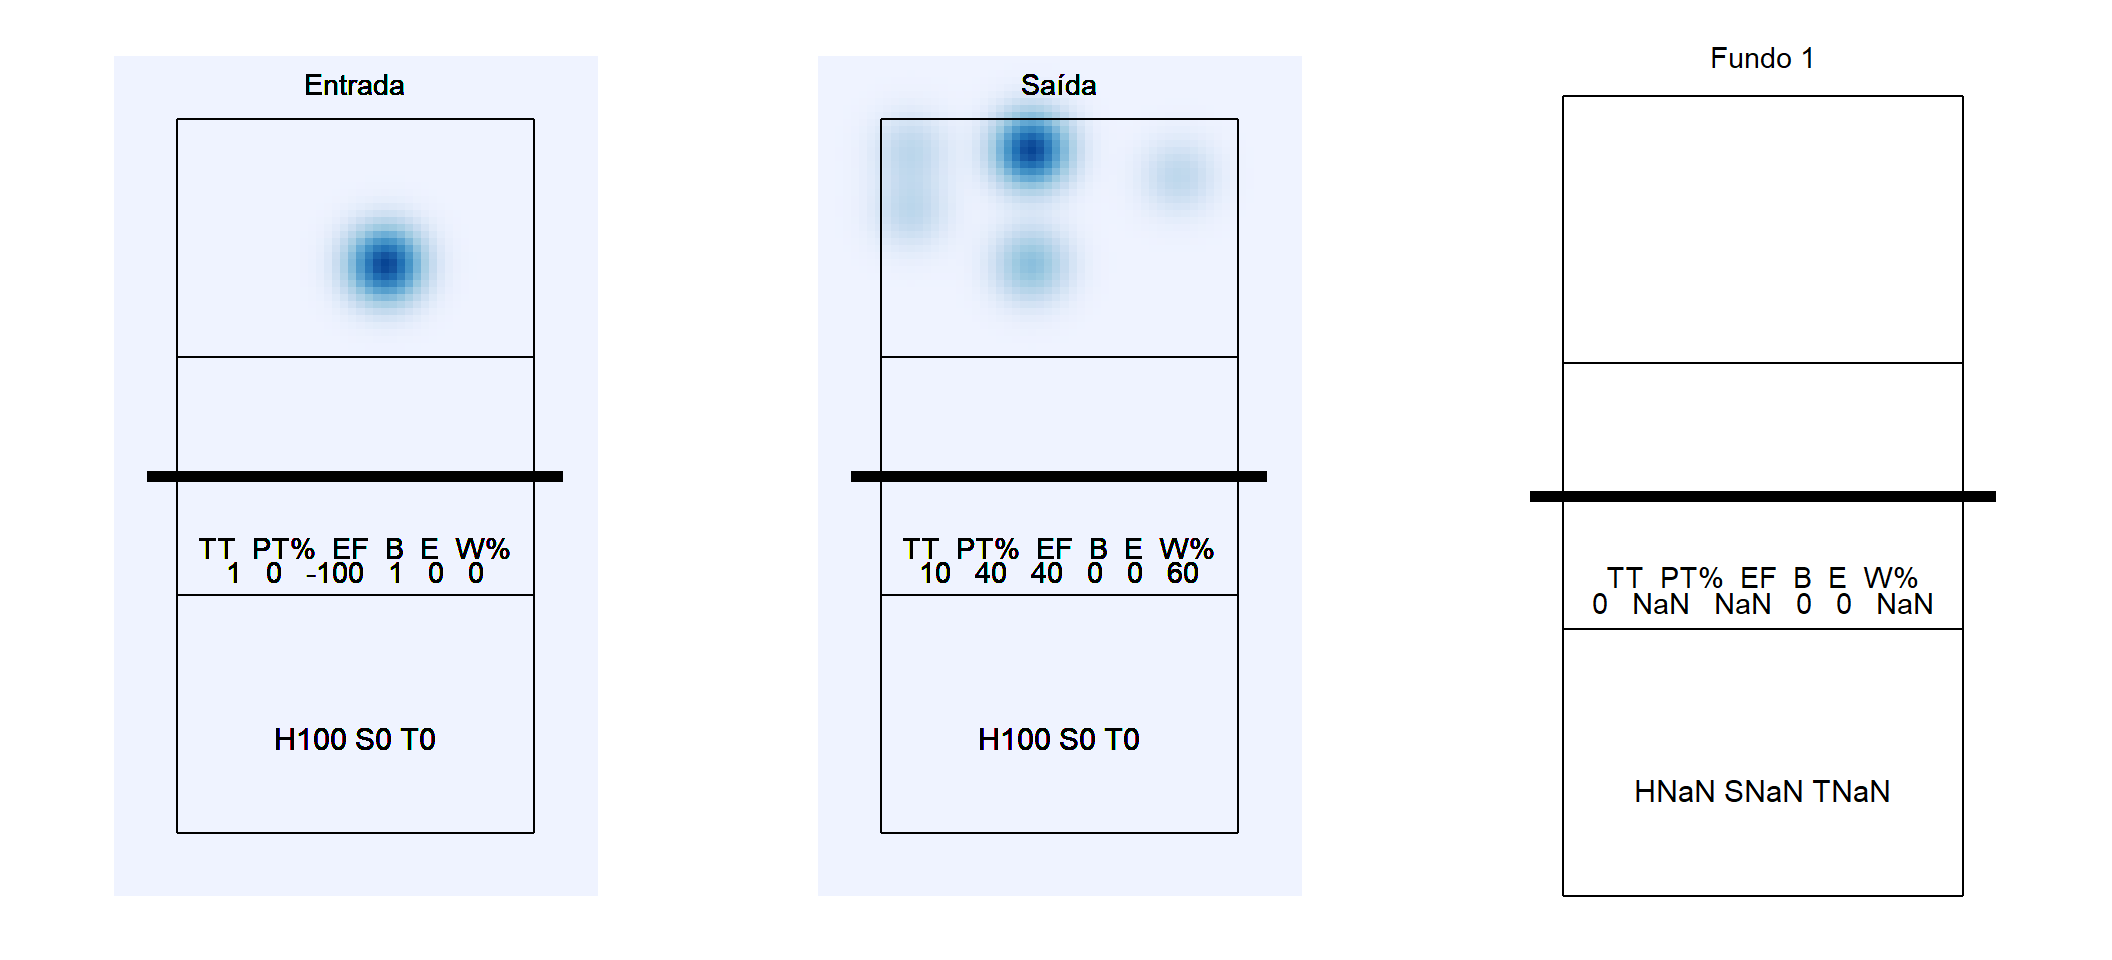 Entrada
TT PT% EF B E W%
1 0 -100 1 0 0
H100 S0 T0
Saída
TT PT% EF B E W%
10 40 40 0 0 60
H100 S0 T0
Fundo 1
TT PT% EF B E W%
0 NaN NaN 0 0 NaN
HNaN SNaN TNaN